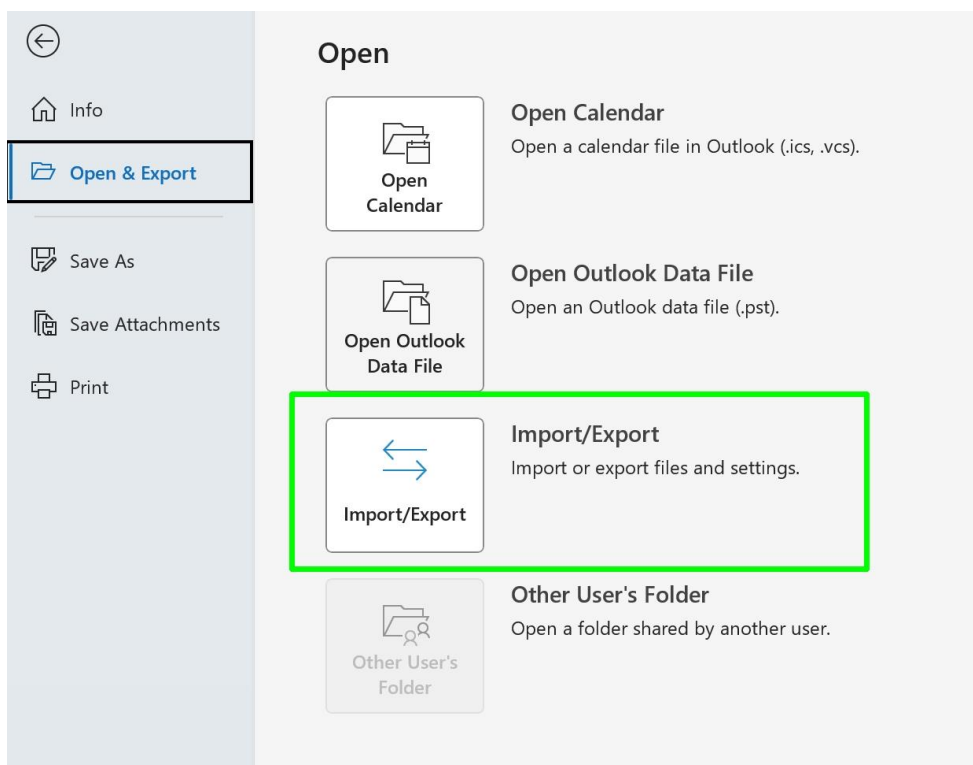 Info
Open & Export
Save As
Save Attachments
Print
Open
Open
Calendar
Open Calendar
Open a calendar file in Outlook (.ics, .vcs).
Open Outlook
Data File
Open Outlook Data File
Open an Outlook data file (.pst).
Import/Export
Import/Export
Import or export files and settings.
Other User's
Folder
Other User's Folder
Open a folder shared by another user.